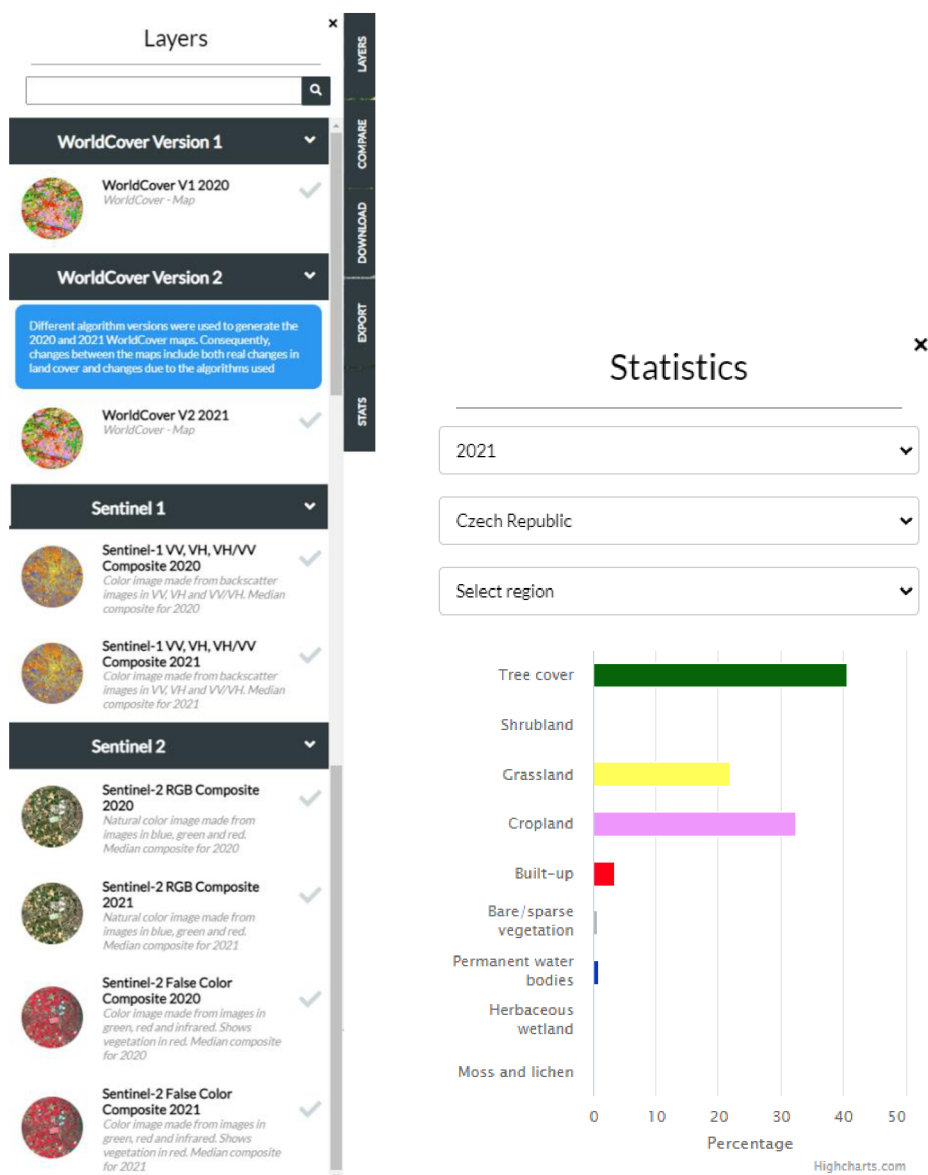 Layers
×
LAYERS
COMPARE
DOWNLOAD
EXPORT
STATS
WorldCover Version 1
WorldCover V1 2020
WorldCover - Map
WorldCover Version 2
Different algorithm versions were used to generate the
2020 and 2021 WorldCover maps. Consequently,
changes between the maps include both real changes in
land cover and changes due to the algorithms used
WorldCover V2 2021
WorldCover - Map
Sentinel 1
Sentinel-1 VV, VH, VH/VV
Composite 2020
Color image made from backscatter
images in VV, VH and VV/VH. Median
composite for 2020
Sentinel-1 VV, VH, VH/VV
Composite 2021
Color image made from backscatter
images in VV, VH and VV/VH. Median
composite for 2021
Sentinel 2
Sentinel-2 RGB Composite
2020
Natural color image made from
images in blue, green and red.
Median composite for 2020
Sentinel-2 RGB Composite
2021
Natural color image made from
images in blue, green and red.
Median composite for 2021
Sentinel-2 False Color
Composite 2020
Color image made from images in
green, red and infrared. Shows
vegetation in red. Median composite
for 2020
Sentinel-2 False Color
Composite 2021
Color image made from images in
green, red and infrared. Shows
vegetation in red. Median composite
for 2021
×
Statistics
2021
Czech Republic
Select region
Tree cover
Shrubland
Grassland
Cropland
Built-up
Bare/sparse
vegetation
Permanent water
bodies
Herbaceous
wetland
Moss and lichen
0 10 20 30 40 50
Percentage
Highcharts.com